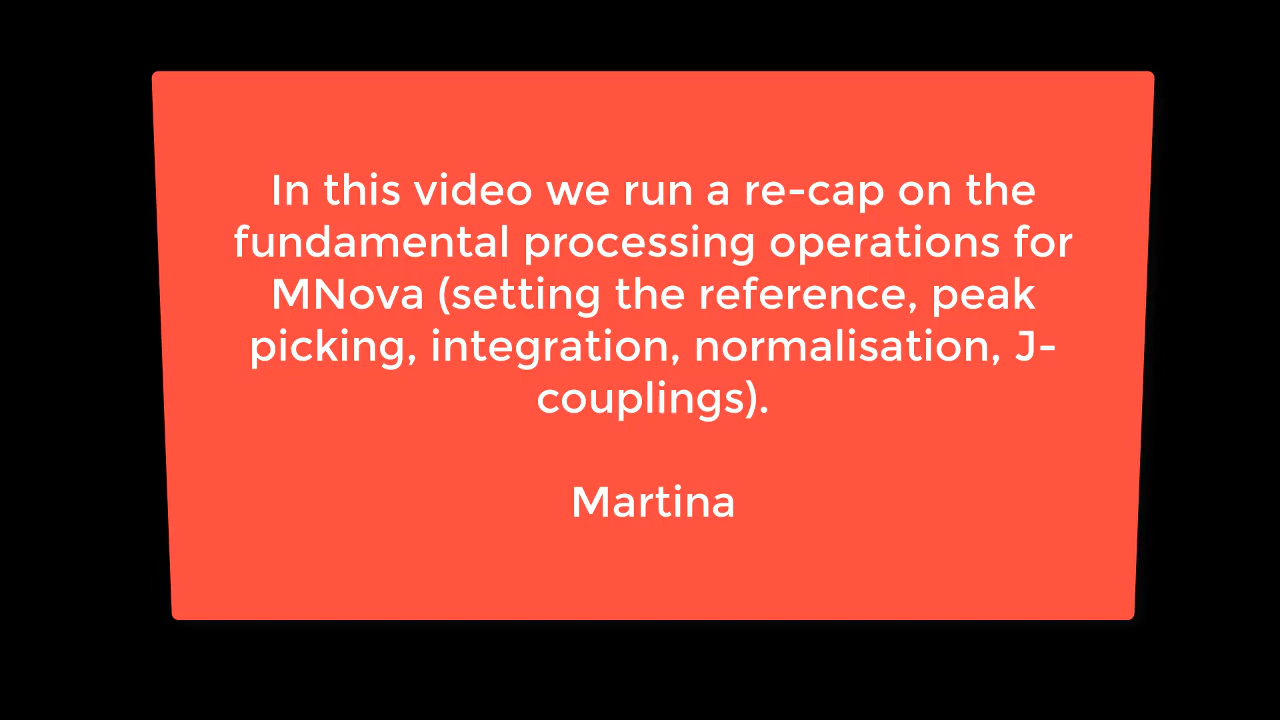 In this video we run a re-cap on the
fundamental processing operations for
MNova (setting the reference, peak
picking, integration, normalisation, J-
couplings).
Martina